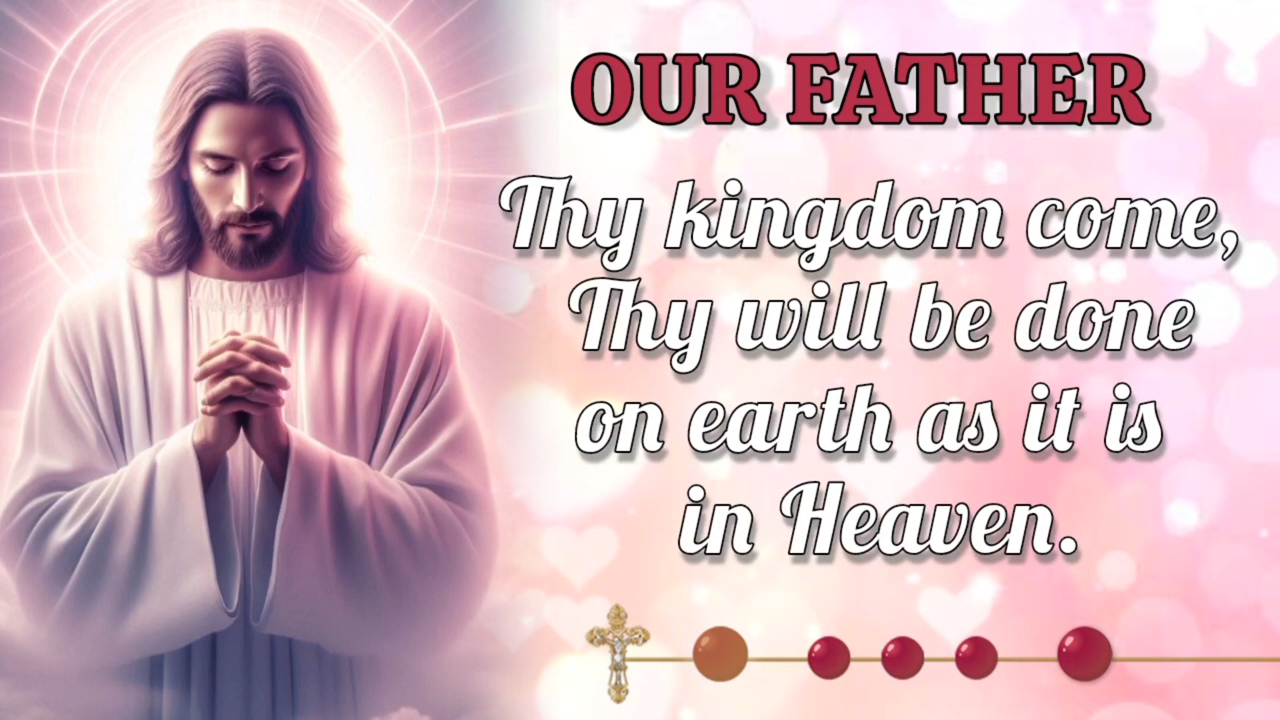 OUR FATHER
Thy kingdom come,
Thy will be done
on earth as it is
in Heaven.